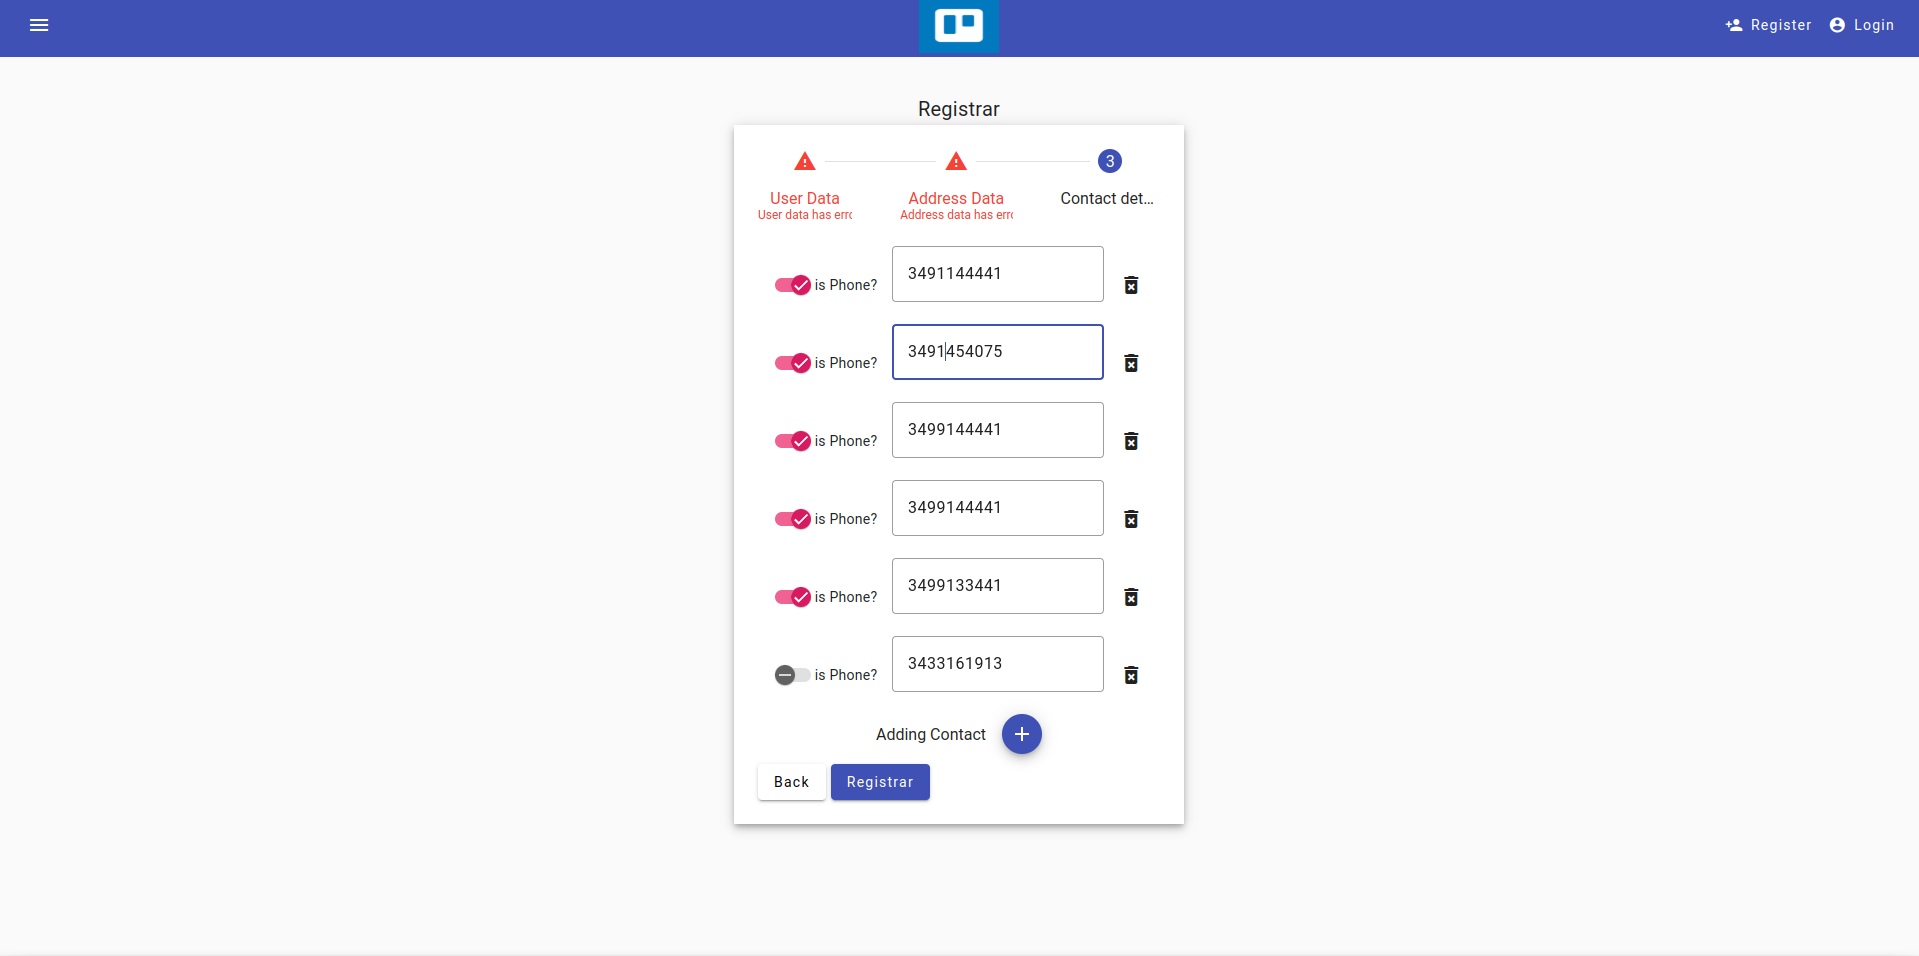 Register
Login
Registrar
3
User Data
Address Data
Contact det…
User data has erro
Address data has erro
is Phone?
3491144441
is Phone?
3491454075
is Phone?
3499144441
is Phone?
3499144441
is Phone?
3499133441
is Phone?
3433161913
Adding Contact
Back
Registrar